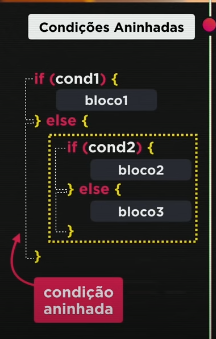 Condições Aninhadas
if (cond1) {
bloco1
} else {
if (cond2) {
bloco2
} else {
bloco3
}
}
condição
aninhada